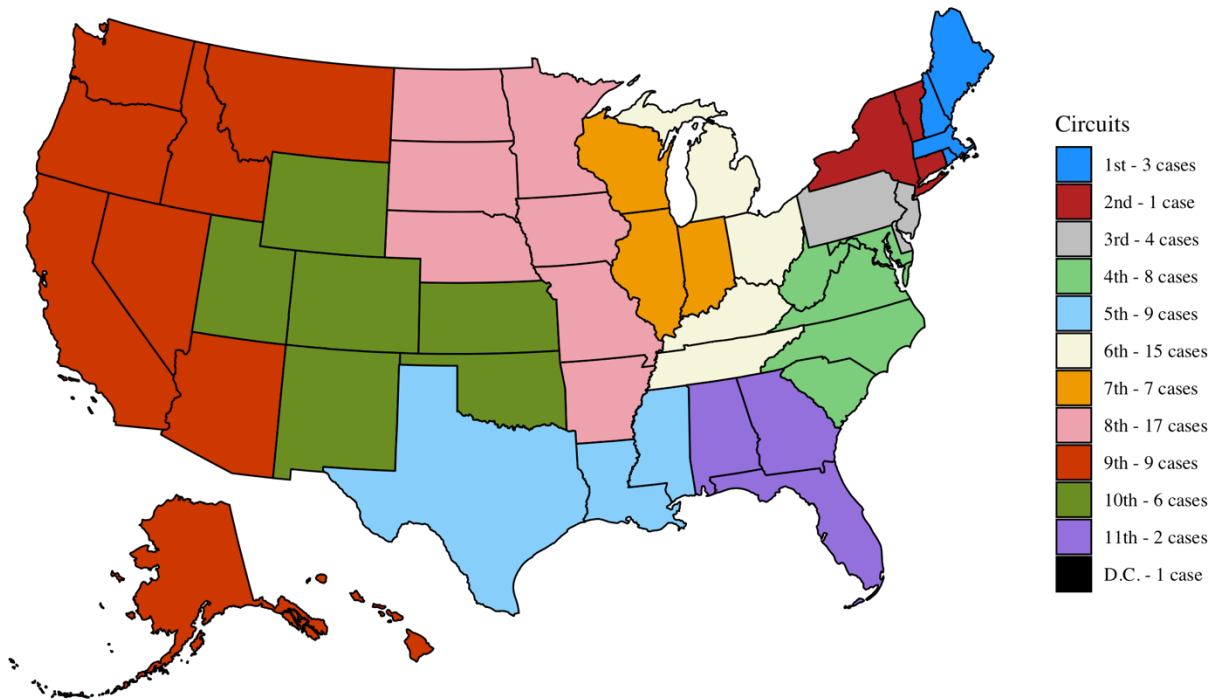 Circuits
1st - 3 cases
2nd - 1 case
3rd - 4 cases
4th - 8 cases
5th - 9 cases
6th - 15 cases
7th - 7 cases
8th - 17 cases
9th - 9 cases
10th - 6 cases
11th - 2 cases
D.C. - 1 case